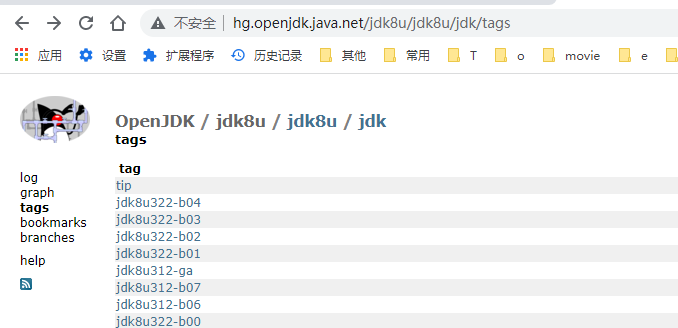 不安全 | hg.openjdk.java.net/jdk8u/jdk8u/jdk/tags
应用 设置 扩展程序 历史记录 其他 常用 T o movie e
OpenJDK / jdk8u / jdk8u / jdk
tags
log
graph
tags
bookmarks
branches
help
tag
tip
jdk8u322-b04
jdk8u322-b03
jdk8u322-b02
jdk8u322-b01
jdk8u312-ga
jdk8u312-b07
jdk8u312-b06
jdk8u322-b00